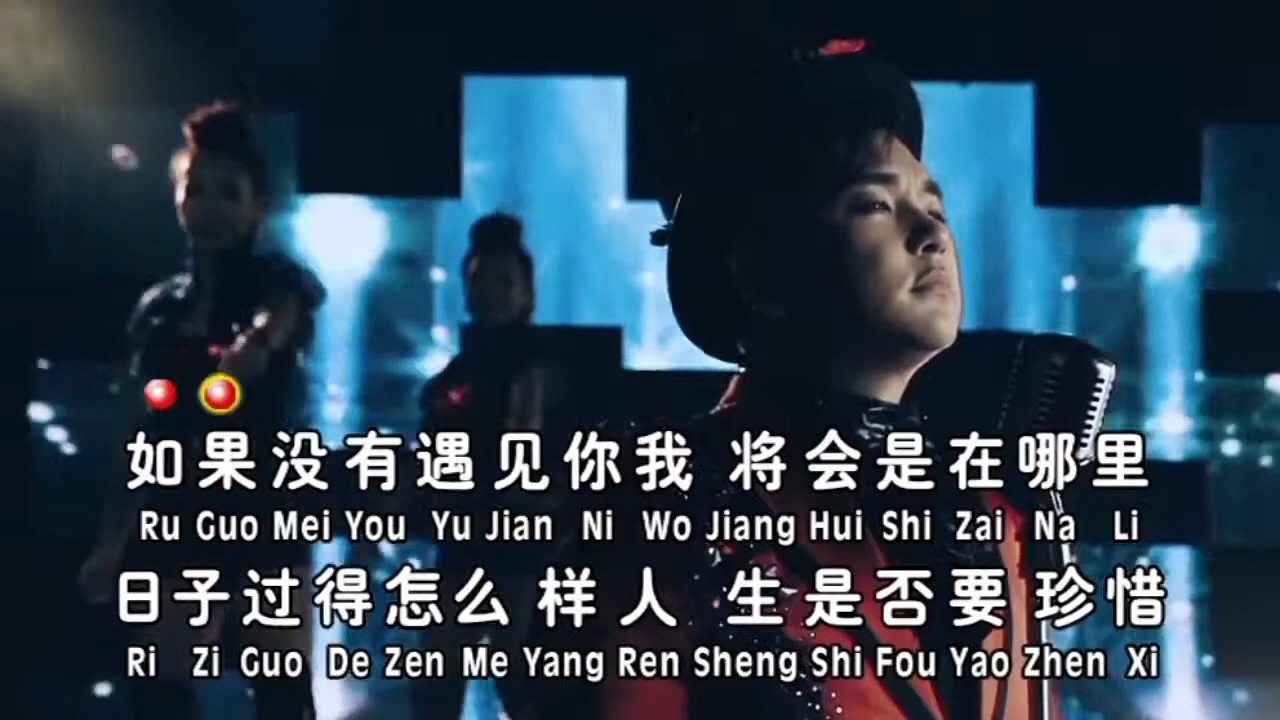 如果没有遇见你我 将会是在哪里
Ru Guo Mei You Yu Jian Ni Wo Jiang Hui Shi Zai Na Li
日子过得怎么 样人 生是否要 珍惜
Ri Zi Guo De Zen Me Yang Ren Sheng Shi Fou Yao Zhen Xi